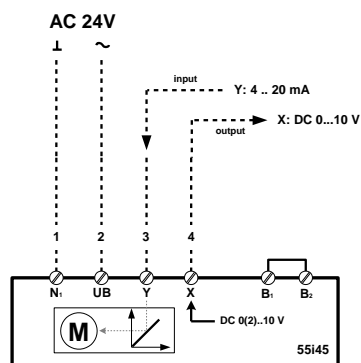 AC 24V
⊥ ~
input
Y: 4 .. 20 mA
X: DC 0...10 V
output
1 2 3 4
N₁ UB Y X B₁ B₂
M
DC 0(2)..10 V
55i45